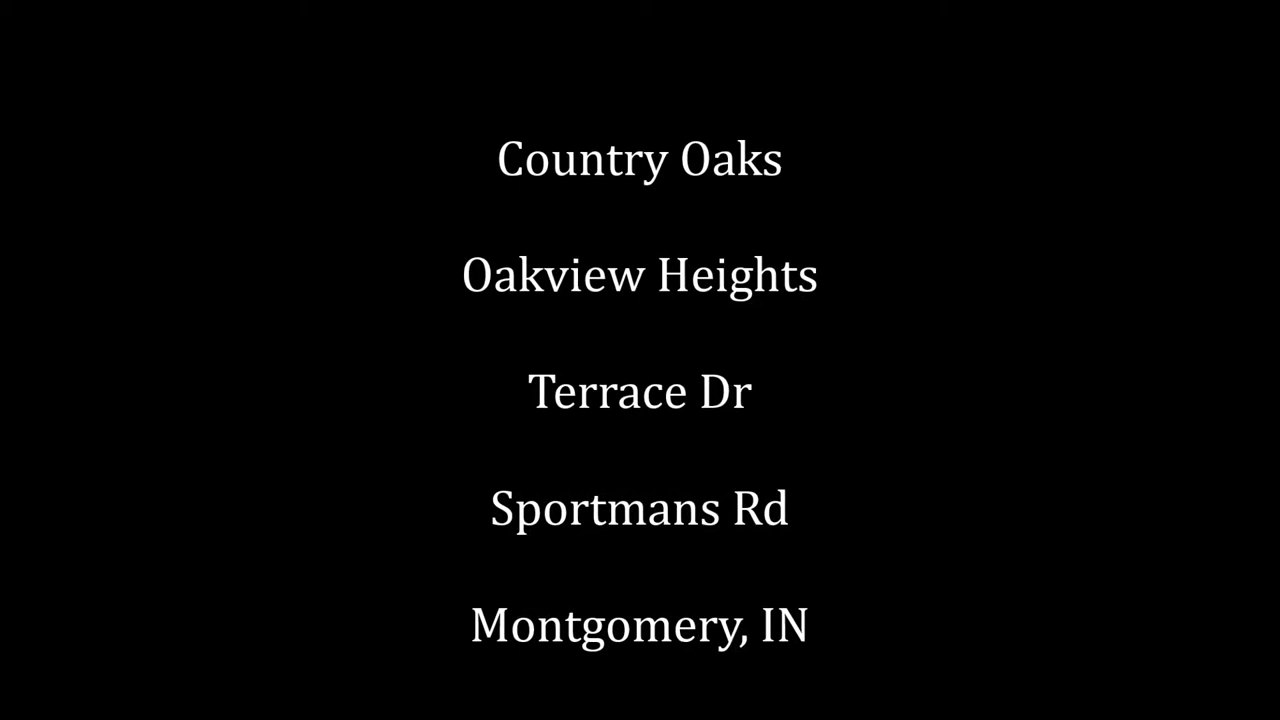 Country Oaks
Oakview Heights
Terrace Dr
Sportmans Rd
Montgomery, IN